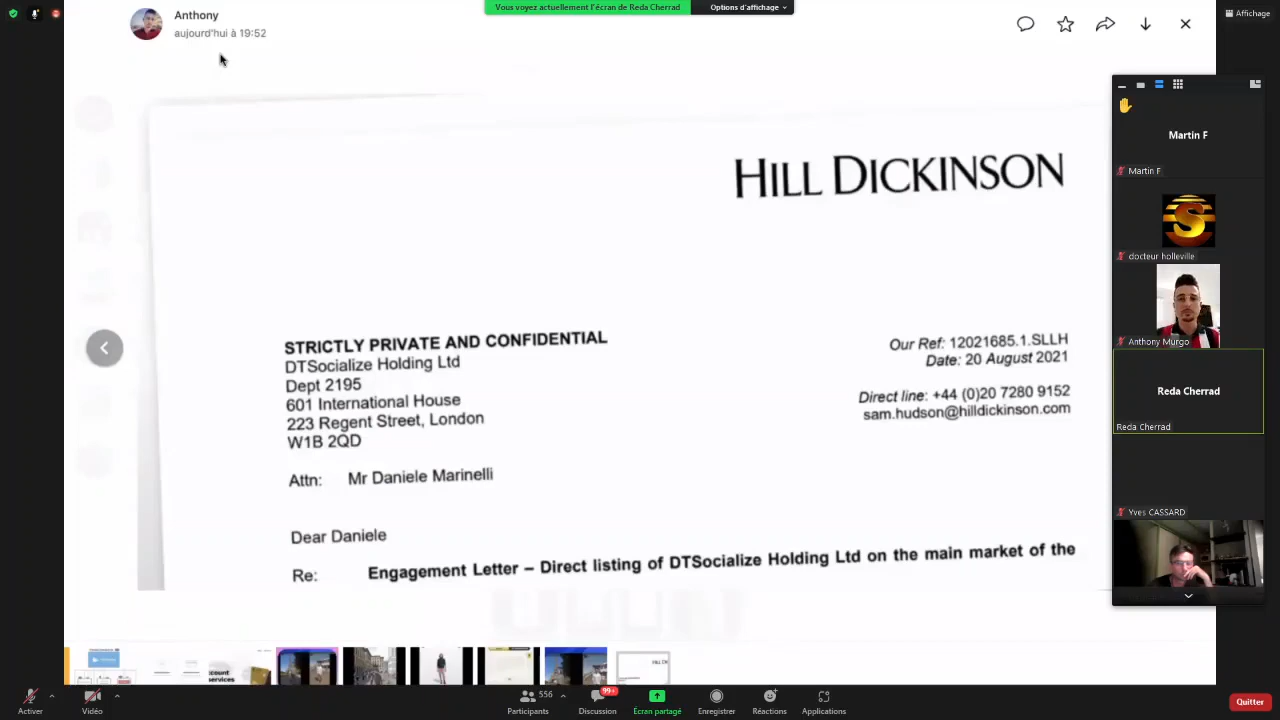 Anthony
aujourd'hui à 19:52
Vous voyez actuellement l'écran de Reda Cherrad
Options d'affichage
Affichage
HILL DICKINSON
STRICTLY PRIVATE AND CONFIDENTIAL
DTSocialize Holding Ltd
Dept 2195
601 International House
223 Regent Street, London
W1B 2QD
Our Ref: 12021685.1.SLLH
Date: 20 August 2021
Direct line: +44 (0)20 7280 9152
sam.hudson@hilldickinson.com
Attn: Mr Daniele Marinelli
Dear Daniele
Re: Engagement Letter – Direct listing of DTSocialize Holding Ltd on the main market of the
Martin F
Martin F
S
docteur holleville
Anthony Murgo
Reda Cherrad
Reda Cherrad
Yves CASSARD
count
services
Activer
Vidéo
556
Participants
99+
Discussion
Écran partagé
Enregistrer
Réactions
Applications
Quitter